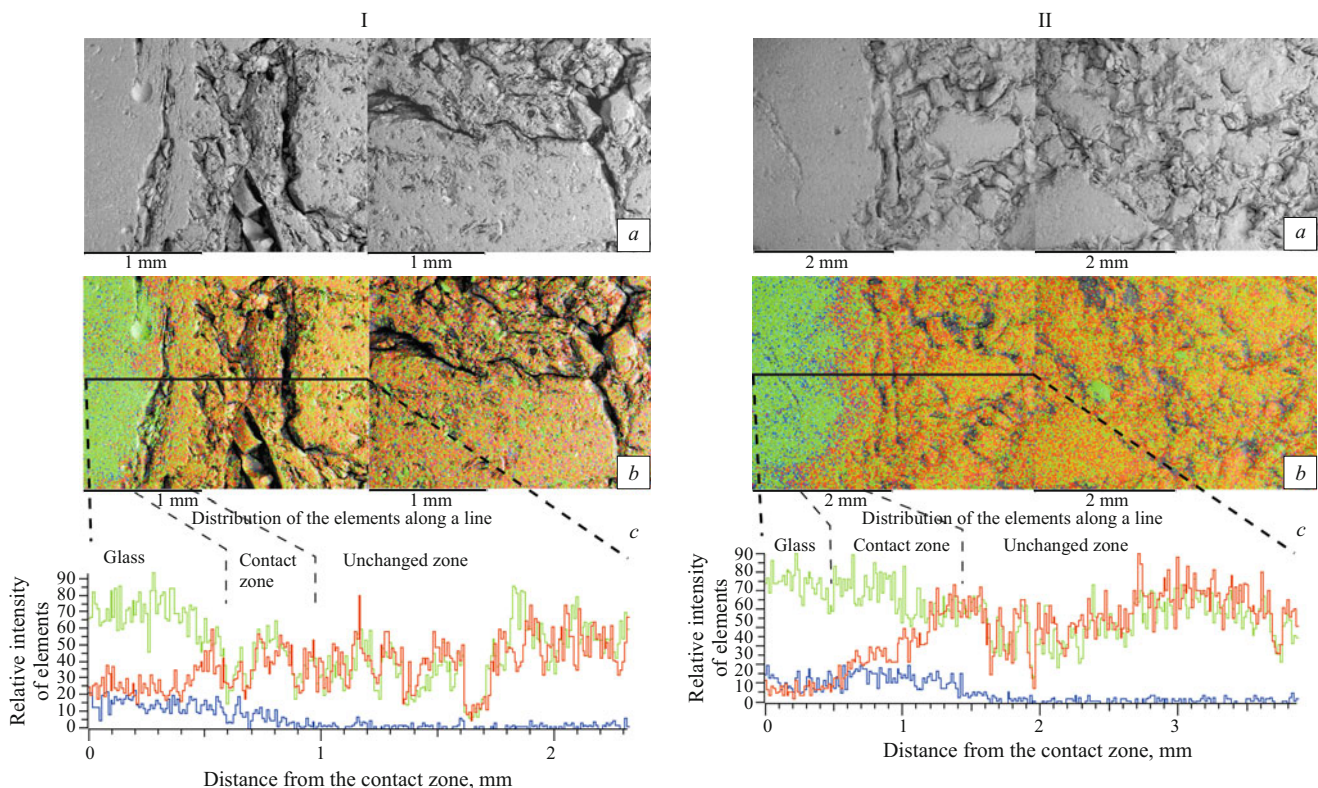 I
a
1 mm
1 mm
b
1 mm
1 mm
Distribution of the elements along a line
c
Glass
Contact
zone
Unchanged zone
Relative intensity
of elements
90
80
70
60
50
40
30
20
10
0
0
1
2
Distance from the contact zone, mm
II
a
2 mm
2 mm
b
2 mm
2 mm
Distribution of the elements along a line
c
Glass
Contact zone
Unchanged zone
Relative intensity
of elements
90
80
70
60
50
40
30
20
10
0
0
1
2
3
Distance from the contact zone, mm